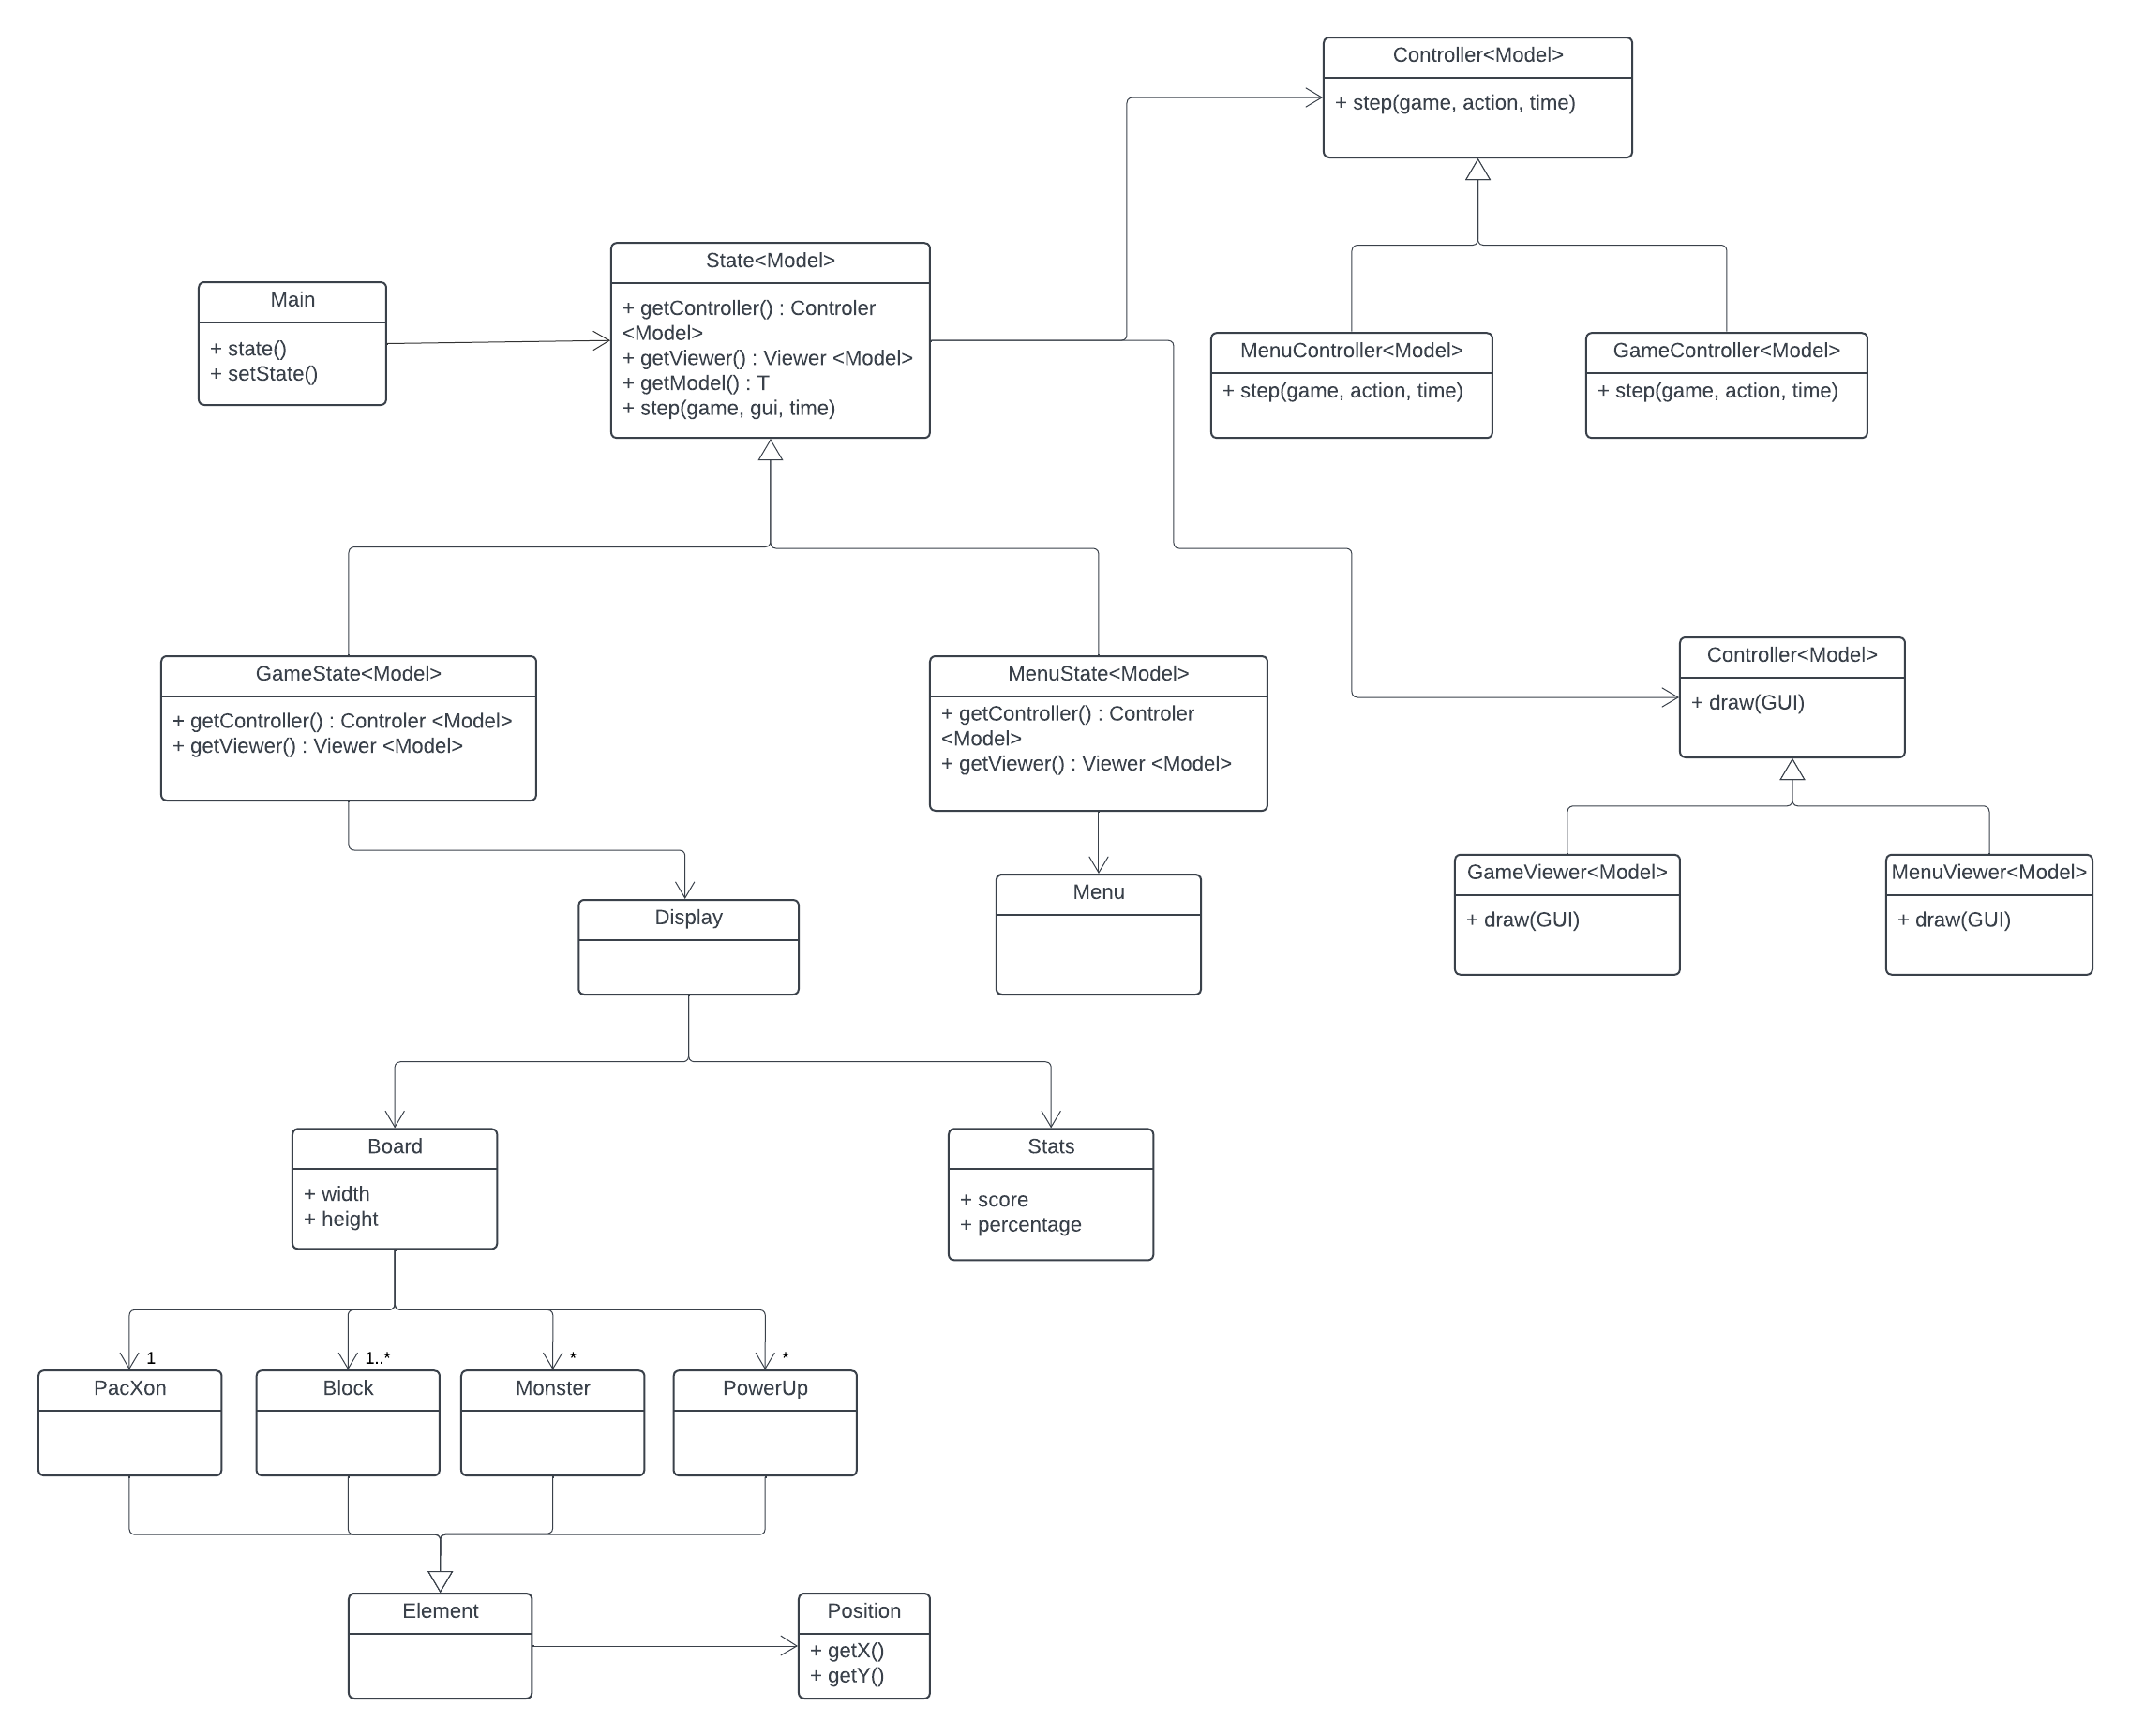 Controller<Model>
+ step(game, action, time)
State<Model>
+ getController() : Controler
<Model>
+ getViewer() : Viewer <Model>
+ getModel() : T
+ step(game, gui, time)
Main
+ state()
+ setState()
MenuController<Model>
+ step(game, action, time)
GameController<Model>
+ step(game, action, time)
GameState<Model>
+ getController() : Controler <Model>
+ getViewer() : Viewer <Model>
MenuState<Model>
+ getController() : Controler
<Model>
+ getViewer() : Viewer <Model>
Controller<Model>
+ draw(GUI)
GameViewer<Model>
+ draw(GUI)
MenuViewer<Model>
+ draw(GUI)
Display
Menu
Board
+ width
+ height
Stats
+ score
+ percentage
1
1..*
*
*
PacXon
Block
Monster
PowerUp
Element
Position
+ getX()
+ getY()